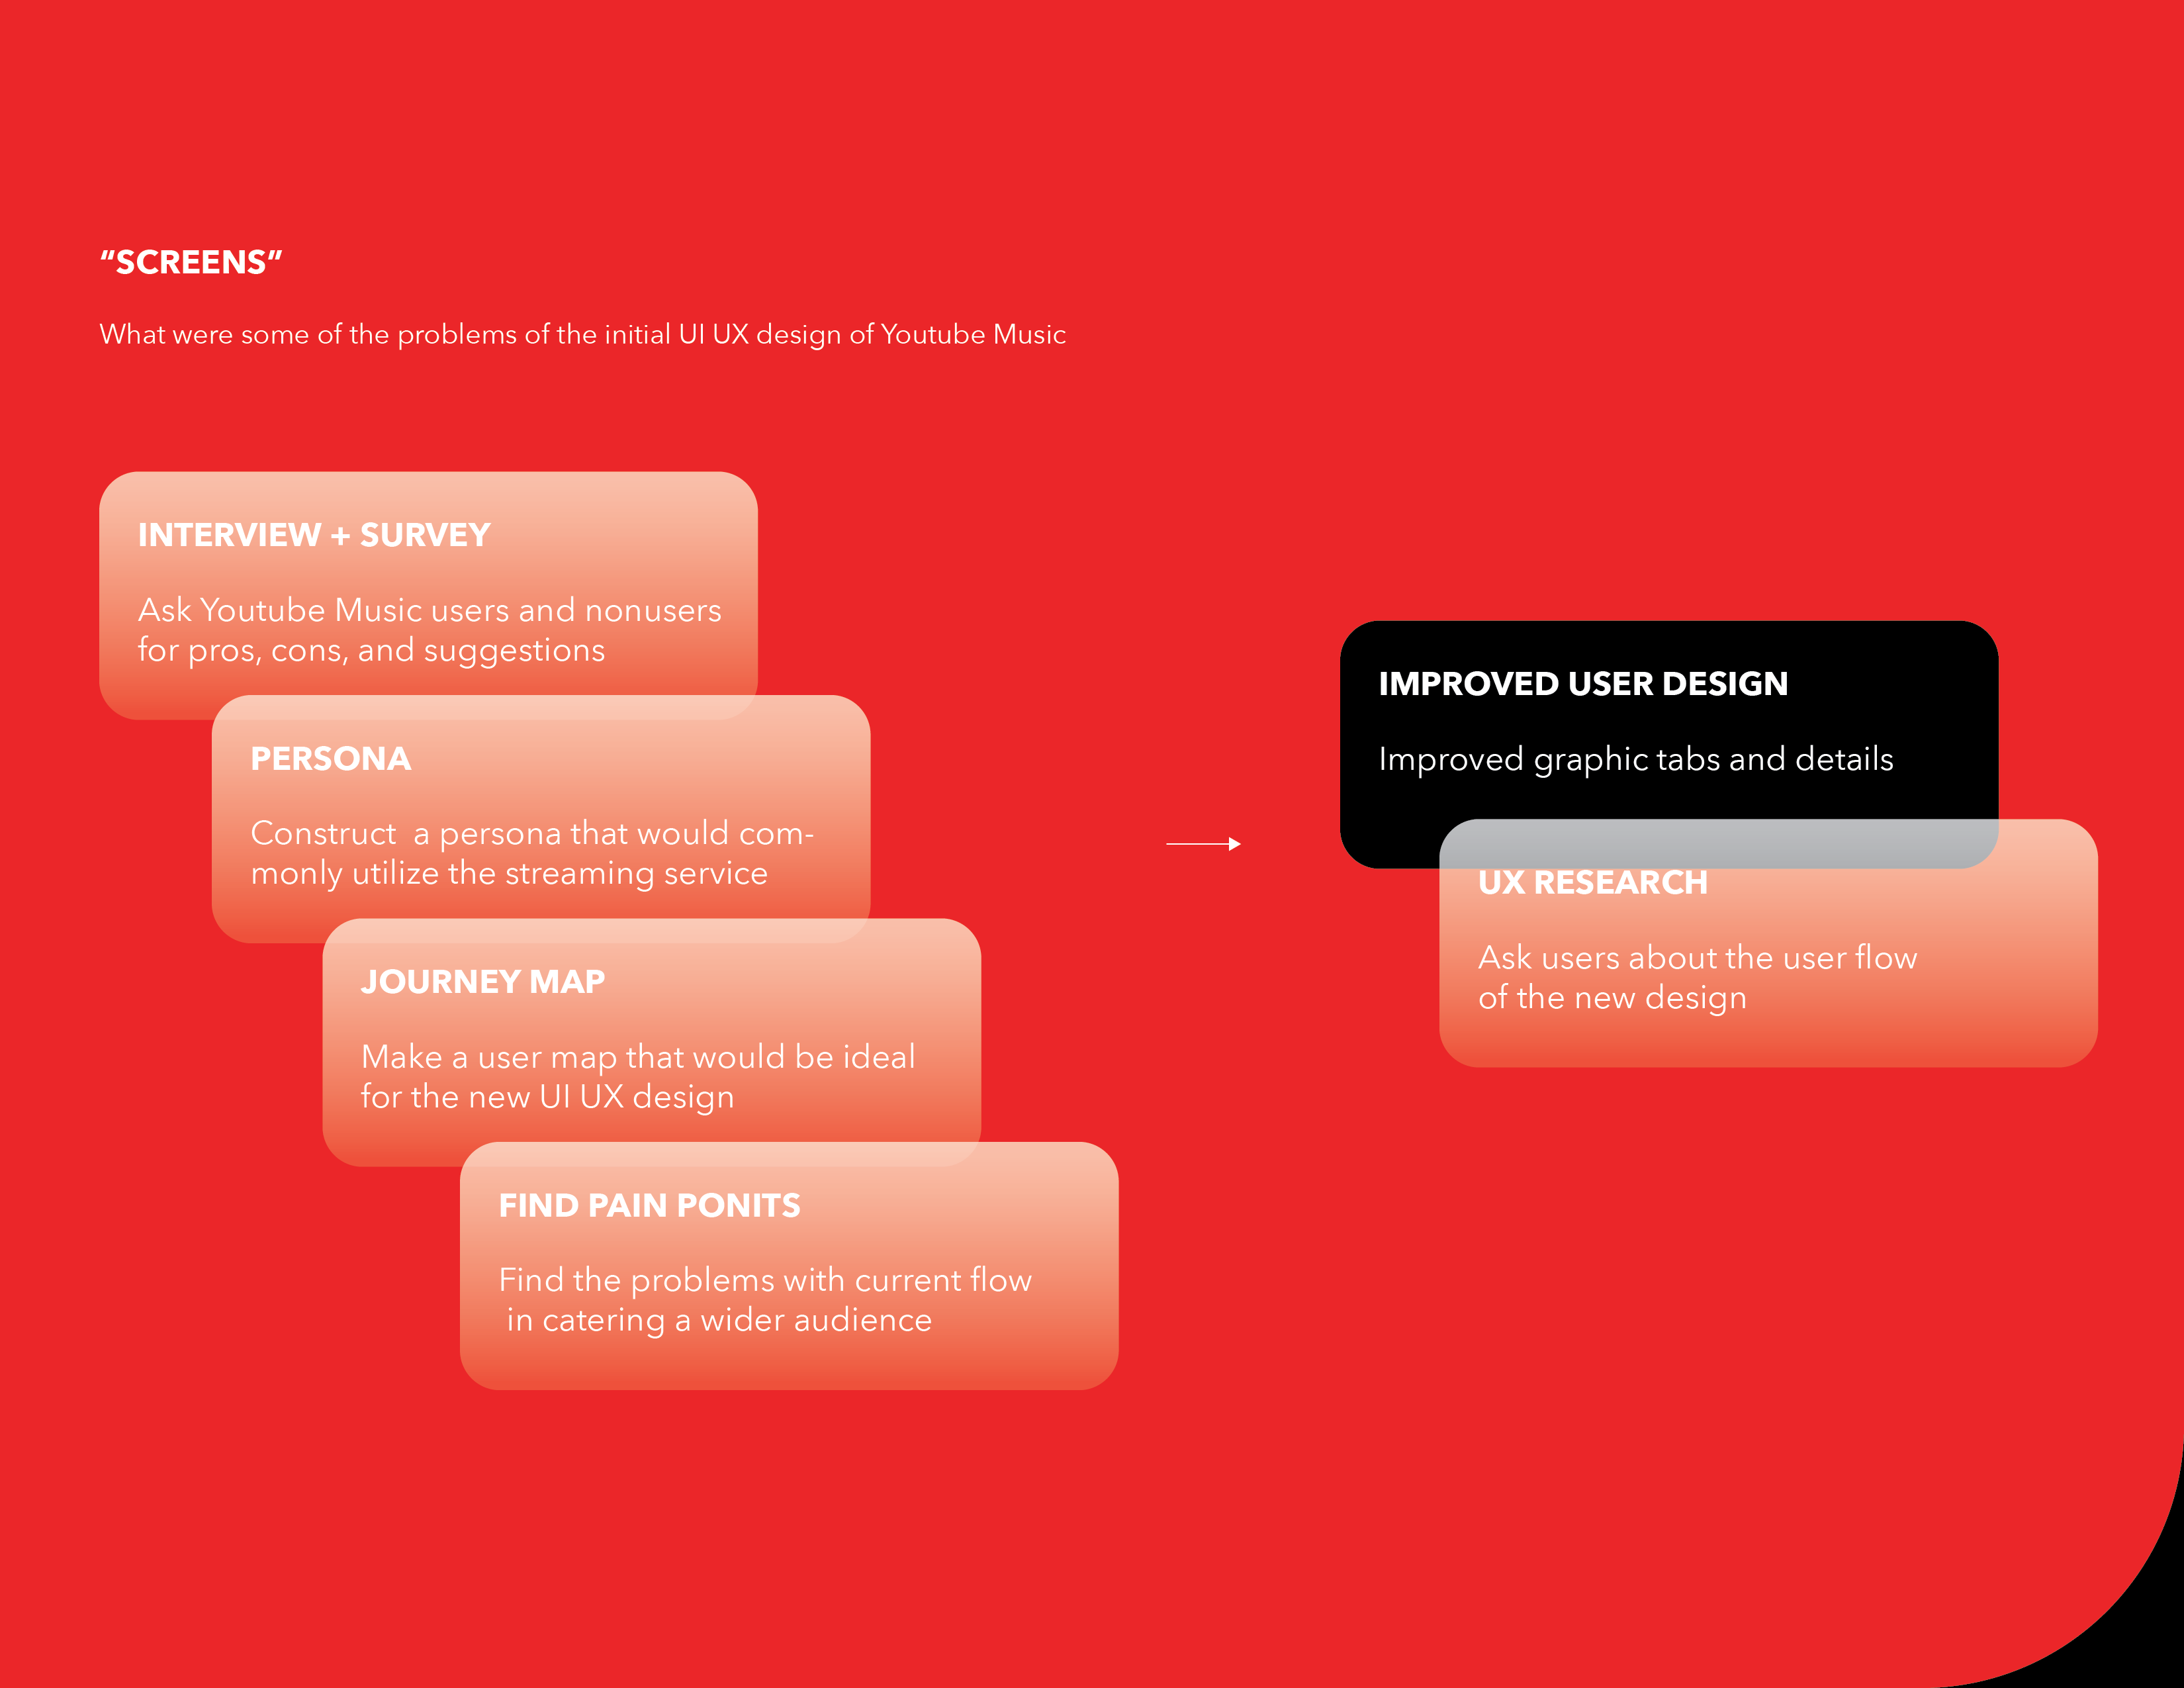 "SCREENS"
What were some of the problems of the initial UI UX design of Youtube Music
INTERVIEW + SURVEY
Ask Youtube Music users and nonusers
for pros, cons, and suggestions
PERSONA
Construct  a persona that would com-
monly utilize the streaming service
JOURNEY MAP
Make a user map that would be ideal
for the new UI UX design
FIND PAIN PONITS
Find the problems with current flow
in catering a wider audience
IMPROVED USER DESIGN
Improved graphic tabs and details
UX RESEARCH
Ask users about the user flow
of the new design